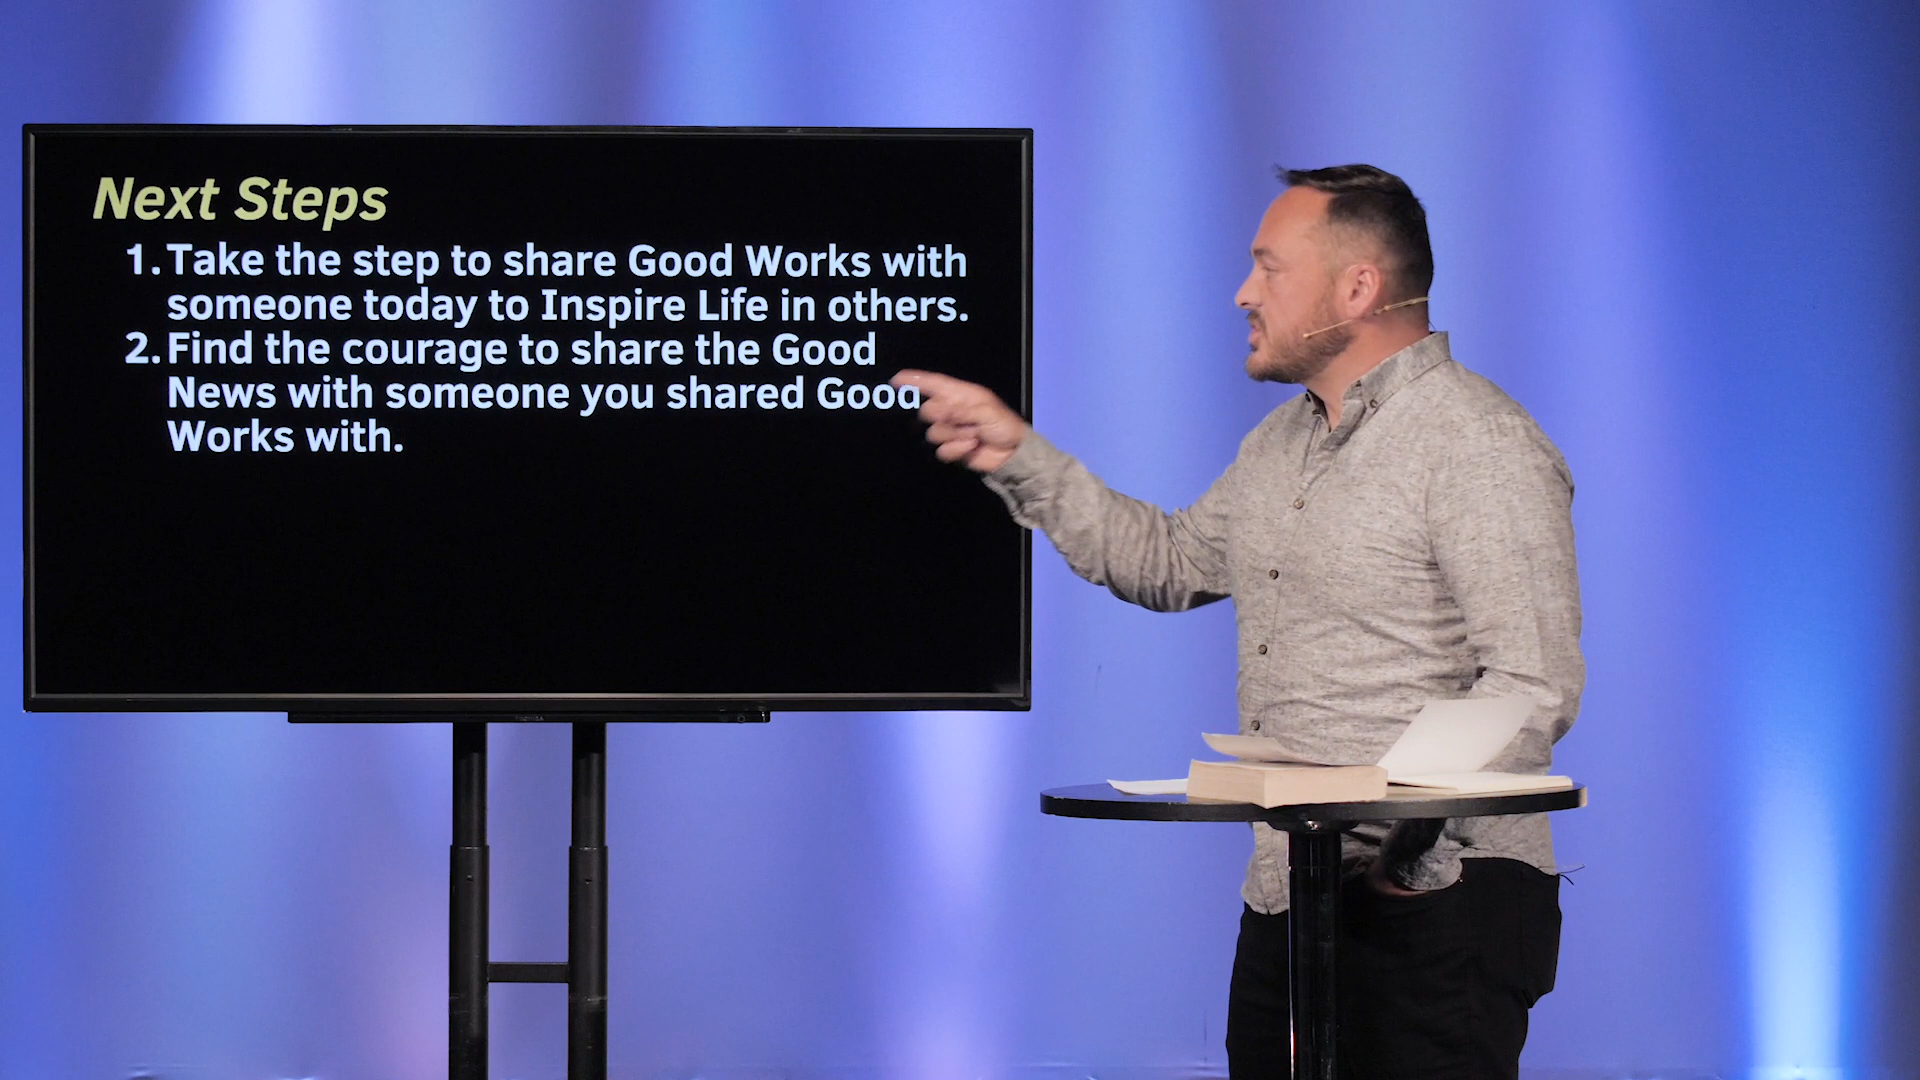 Next Steps
1. Take the step to share Good Works with
someone today to Inspire Life in others.
2. Find the courage to share the Good
News with someone you shared Good
Works with.